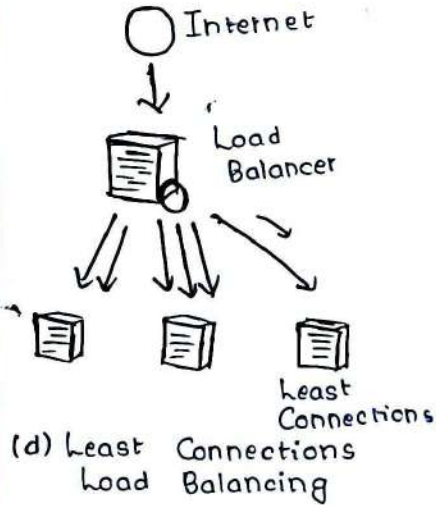 Internet
Load
Balancer
Least
Connections
(d) Least Connections
Load Balancing